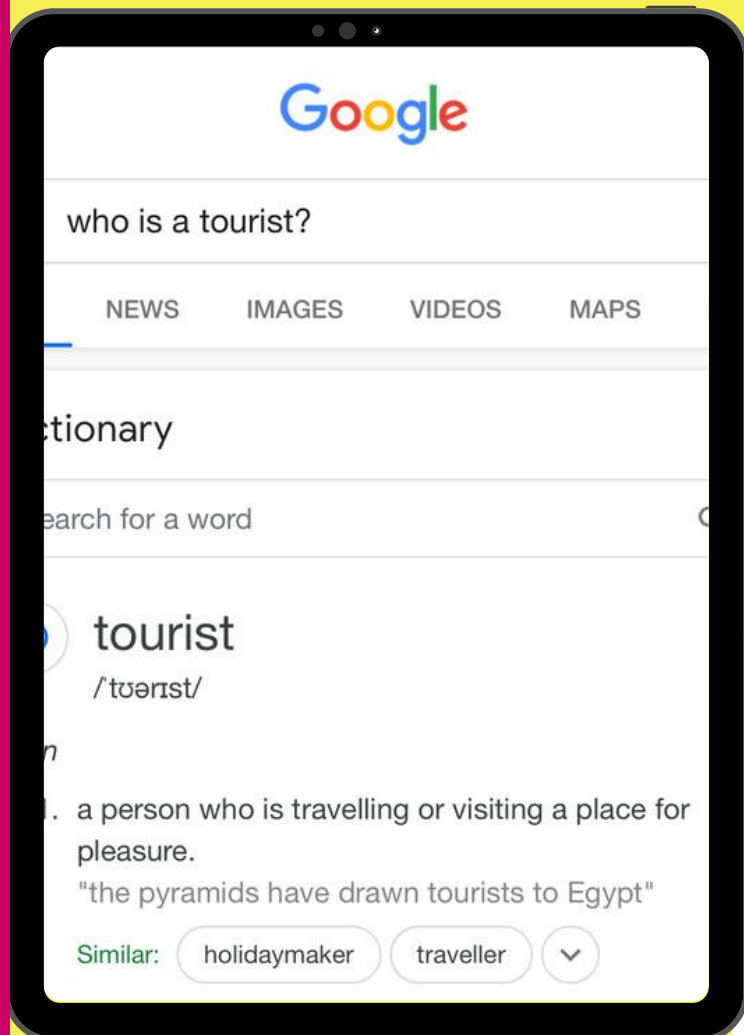 Google
who is a tourist?
NEWS IMAGES VIDEOS MAPS
ctionary
earch for a word
tourist
/ˈtʊərɪst/
n
1. a person who is travelling or visiting a place for
pleasure.
"the pyramids have drawn tourists to Egypt"
Similar: holidaymaker traveller